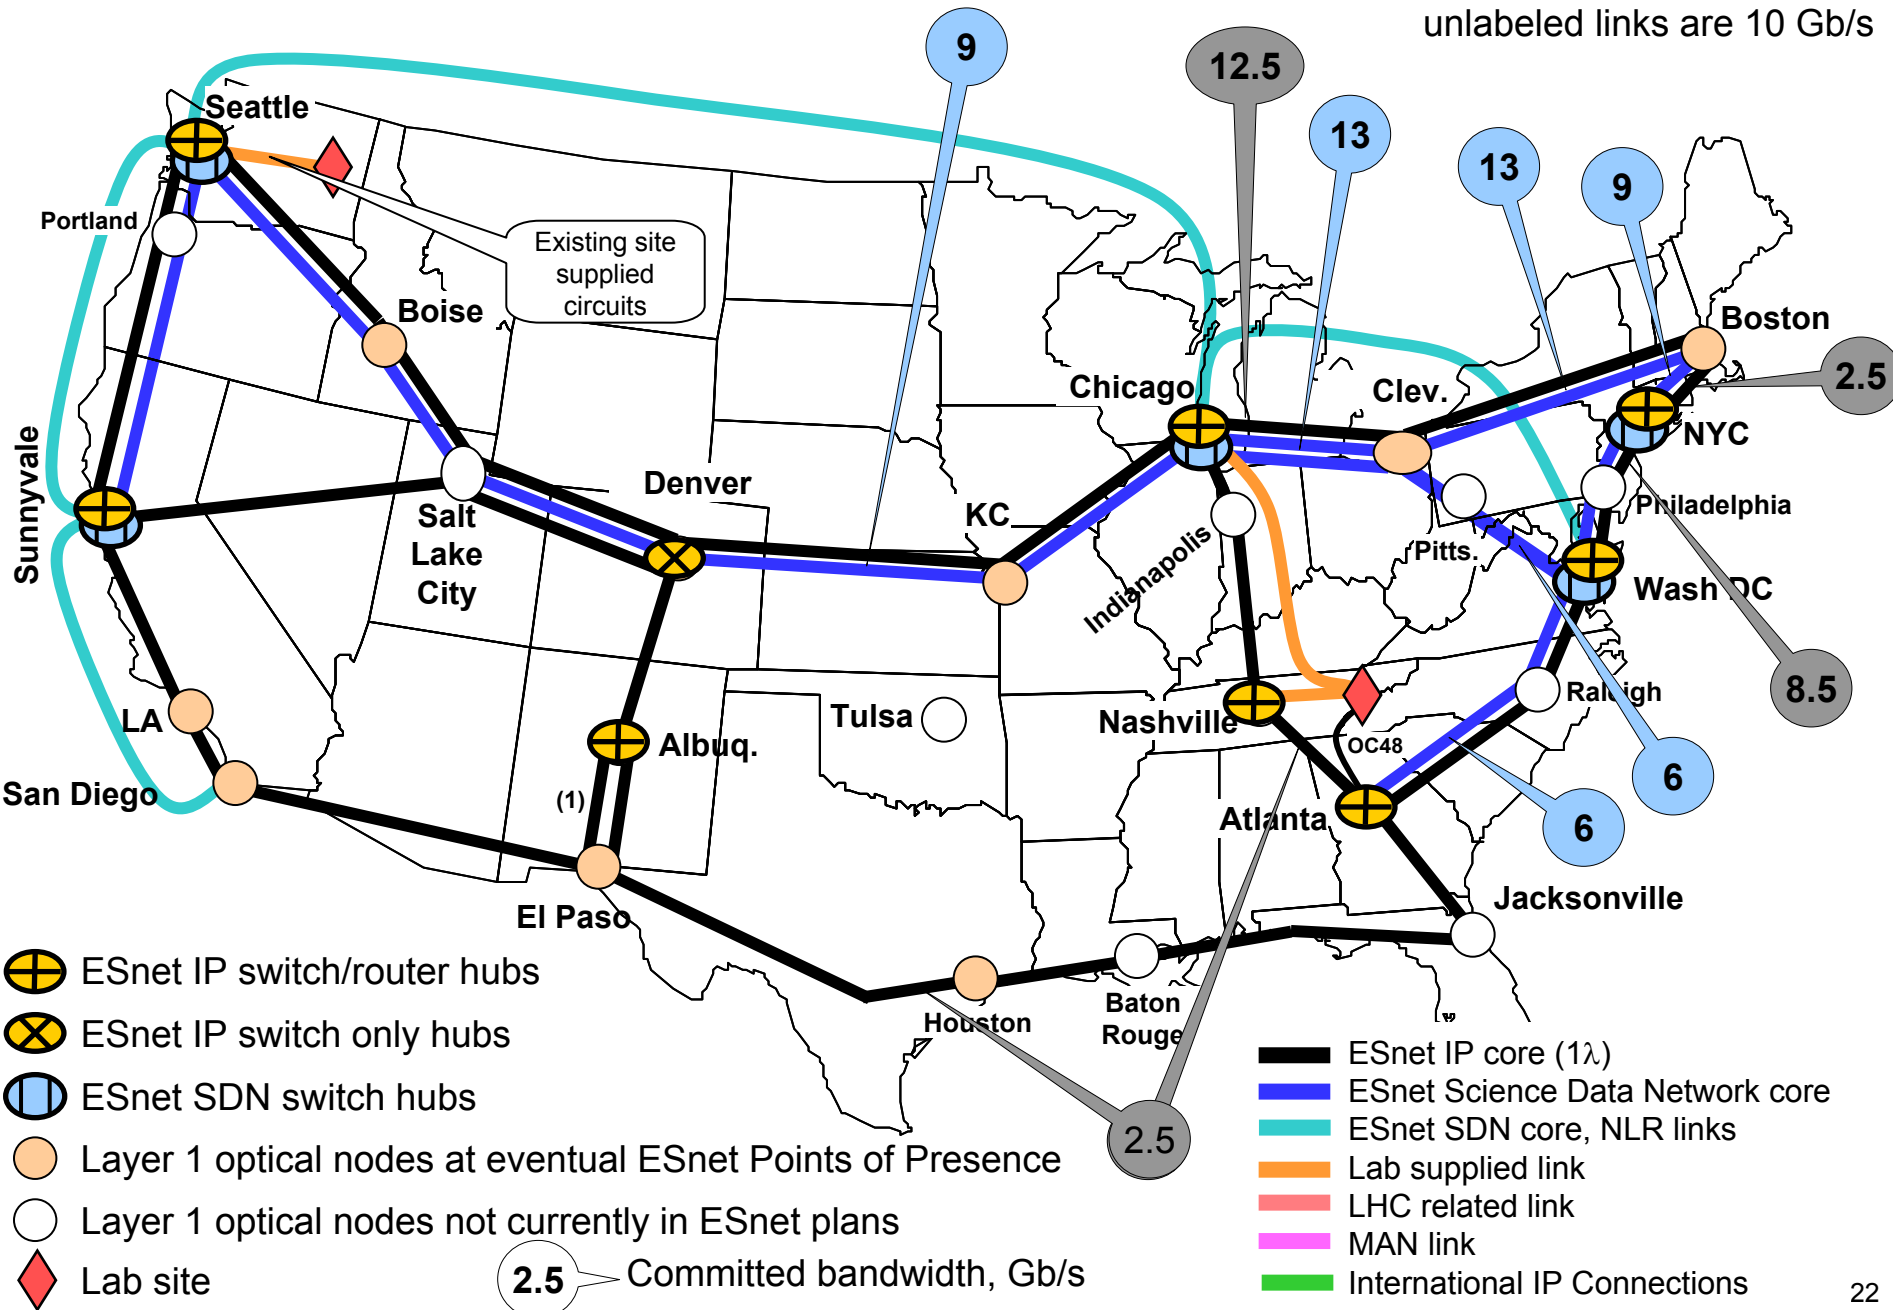 unlabeled links are 10 Gb/s
9
12.5
13
13
9
Seattle
Portland
Existing site
supplied
circuits
Boise
Boston
2.5
Chicago
Clev.
NYC
Sunnyvale
Denver
KC
Salt
Lake
City
Philadelphia
Pitts.
Indianapolis
Wash DC
8.5
Raleigh
LA
Tulsa
Nashville
OC48
Albuq.
San Diego
(1)
6
Atlanta
6
El Paso
Jacksonville
Houston
Baton
Rouge
2.5
ESnet IP switch/router hubs
ESnet IP switch only hubs
ESnet SDN switch hubs
Layer 1 optical nodes at eventual ESnet Points of Presence
Layer 1 optical nodes not currently in ESnet plans
Lab site
2.5
Committed bandwidth, Gb/s
ESnet IP core (1λ)
ESnet Science Data Network core
ESnet SDN core, NLR links
Lab supplied link
LHC related link
MAN link
International IP Connections
22